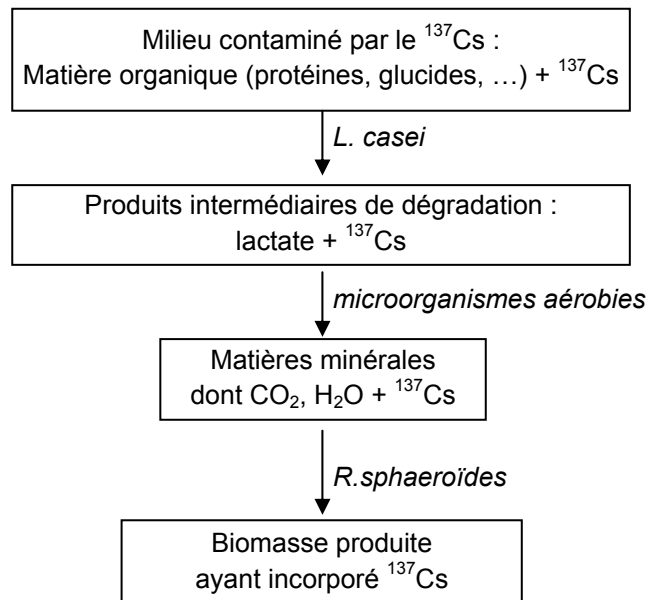 Milieu contaminé par le ¹³⁷Cs :
Matière organique (protéines, glucides, …) + ¹³⁷Cs
L. casei
Produits intermédiaires de dégradation :
lactate + ¹³⁷Cs
microorganismes aérobies
Matières minérales
dont CO₂, H₂O + ¹³⁷Cs
R.sphaeroïdes
Biomasse produite
ayant incorporé ¹³⁷Cs